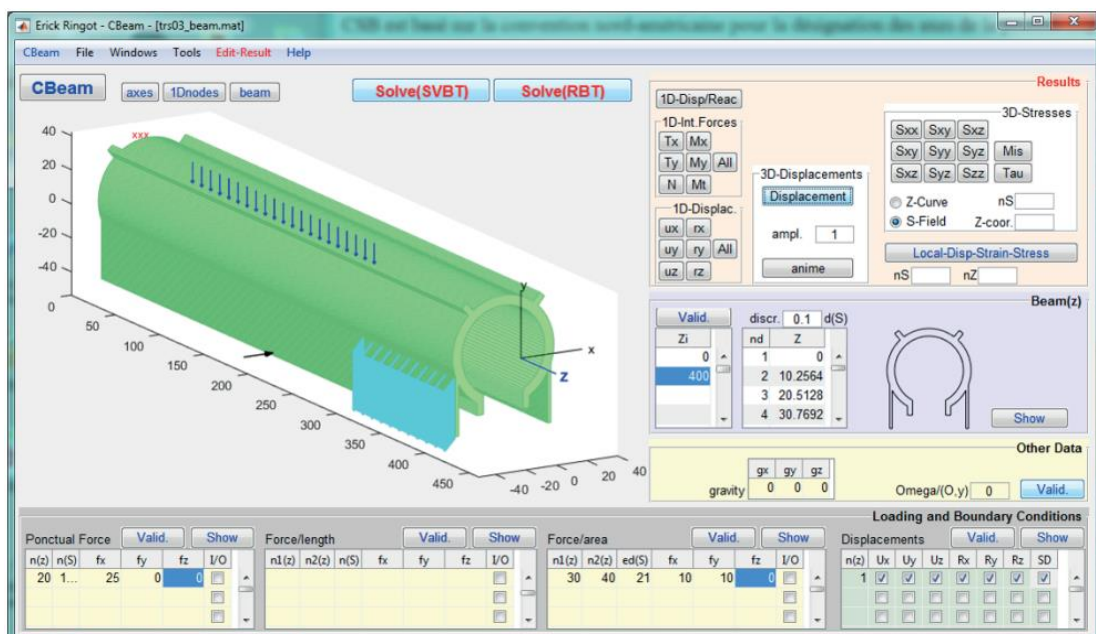 Erick Ringot - CBeam - [trs03_beam.mat]
CBeam File Windows Tools Edit-Result Help
CBeam axes 1Dnodes beam Solve(SVBT) Solve(RBT)
xxx
40
20
0
-20
-40
0
50
100
150
200
250
300
350
400
450
-40
-20
0
20
40
y
x
z
Results
1D-Disp/Reac
1D-Int.Forces
Tx Mx
Ty My All
N Mt
1D-Displac.
ux rx
uy ry All
uz rz
3D-Displacements
Displacement
ampl. 1
anime
3D-Stresses
Sxx Sxy Sxz
Sxy Syy Syz Mis
Sxz Syz Szz Tau
Z-Curve nS
S-Field Z-coor.
Local-Disp-Strain-Stress
nS nZ
Beam(z)
Valid. discr. 0.1 d(S)
Zi
0
400
nd Z
1 0
2 10.2564
3 20.5128
4 30.7692
Show
Other Data
gx gy gz
gravity 0 0 0
Omega/(O,y) 0 Valid.
Loading and Boundary Conditions
Ponctual Force Valid. Show
n(z) n(S) fx fy fz I/O
20 1... 25 0 0
Force/length Valid. Show
n1(z) n2(z) n(S) fx fy fz I/O
Force/area Valid. Show
n1(z) n2(z) ed(S) fx fy fz I/O
30 40 21 10 10 0
Displacements Valid. Show
n(z) Ux Uy Uz Rx Ry Rz SD
1